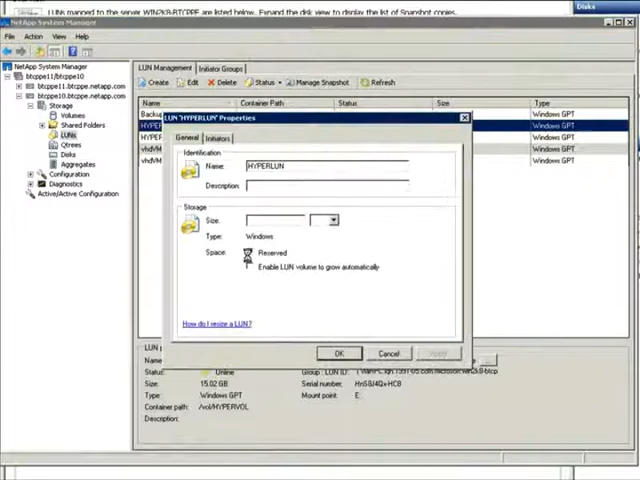 LUNs mapped to the server WIN2k8-BTCPPE are listed below. Expand the disk view to display the list of Snapshot copies.
Disks
NetApp System Manager
File Action View Help
NetApp System Manager
btcppe11/btcppe10
btcppe11.btcppe.netapp.com
btcppe10.btcppe.netapp.com
Storage
Volumes
Shared Folders
LUNs
Qtrees
Disks
Aggregates
Configuration
Diagnostics
Active/Active Configuration
LUN Management Initiator Groups
Create Edit Delete Status Manage Snapshot Refresh
Name Container Path Status Size Type
Backu Windows GPT
HYPER Windows GPT
HYPER Windows GPT
vhdVM Windows GPT
vhdVM Windows GPT
LUN 'HYPERLUN' Properties
General Initiators
Identification
Name: HYPERLUN
Description:
Storage
Size:
Type: Windows
Space: Reserved
Enable LUN volume to grow automatically
How do I resize a LUN?
OK Cancel Apply
LUN p
Name
Status: Online
Group : LUN ID:
Size: 15.02 GB
Serial number:
Type: Windows GPT
Mount point: E:
Container path: /vol/HYPERVOL
Description: